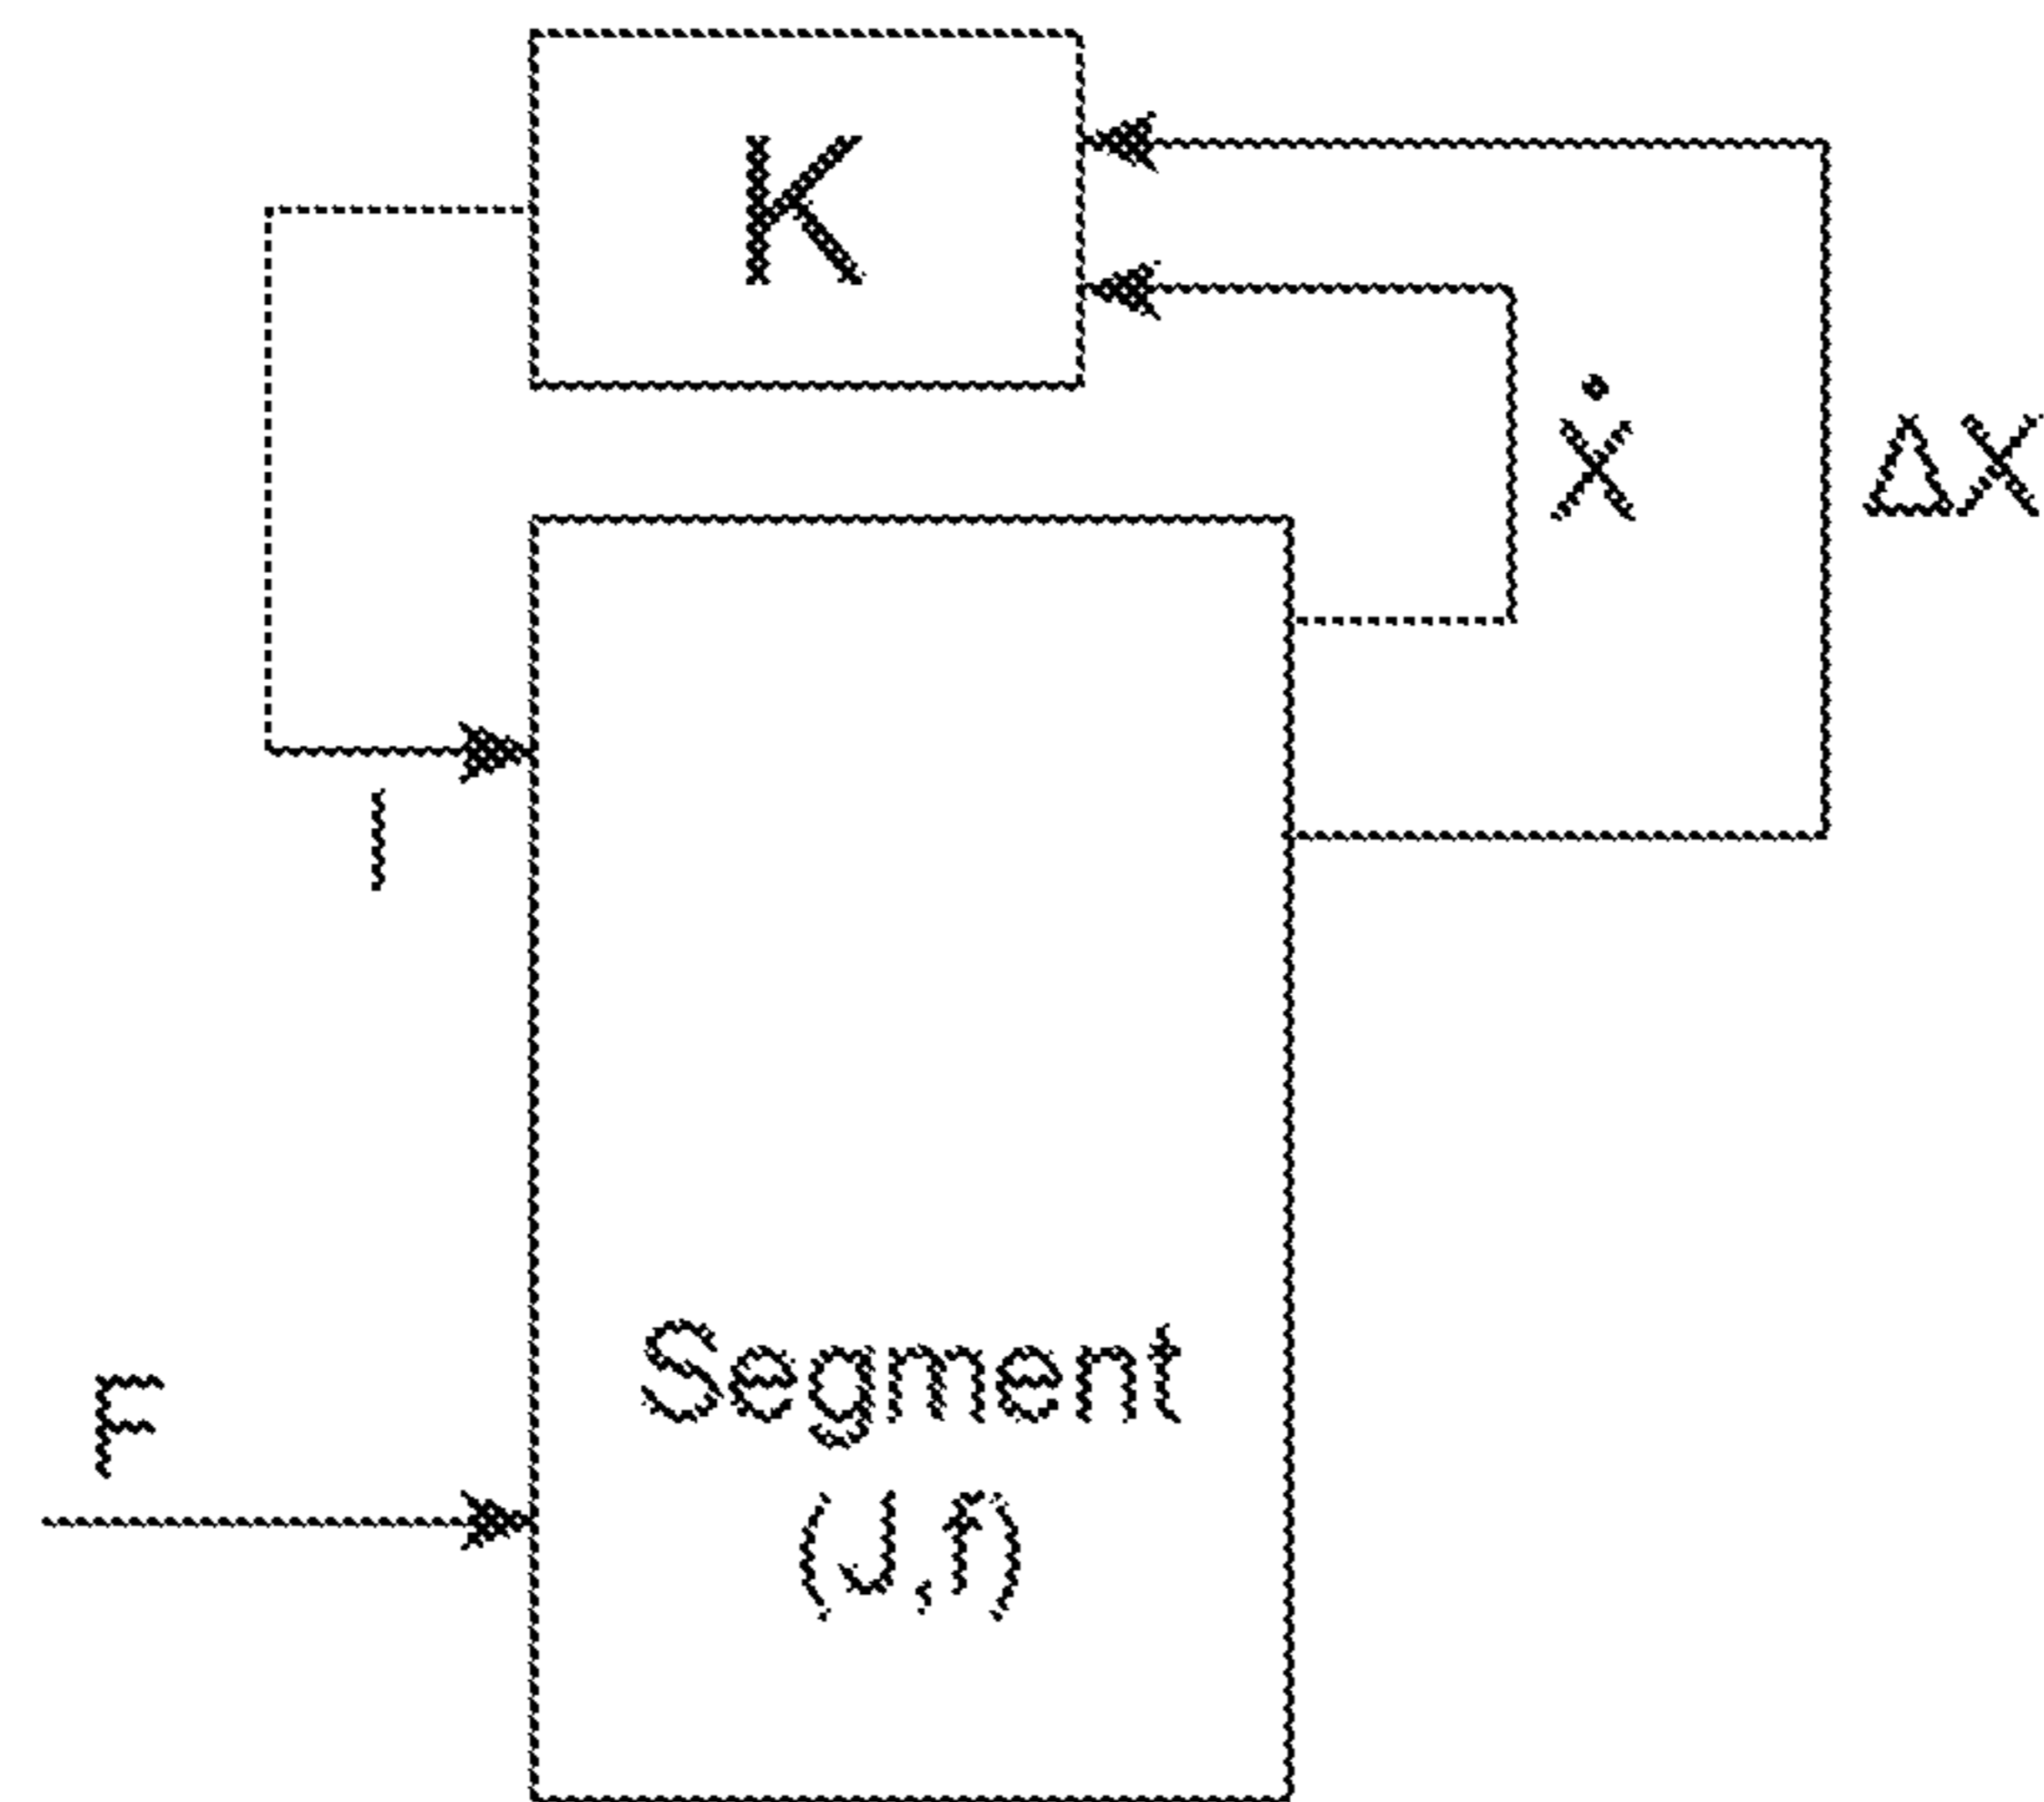 K
ẋ
ΔX
I
F
Segment
(J,f)